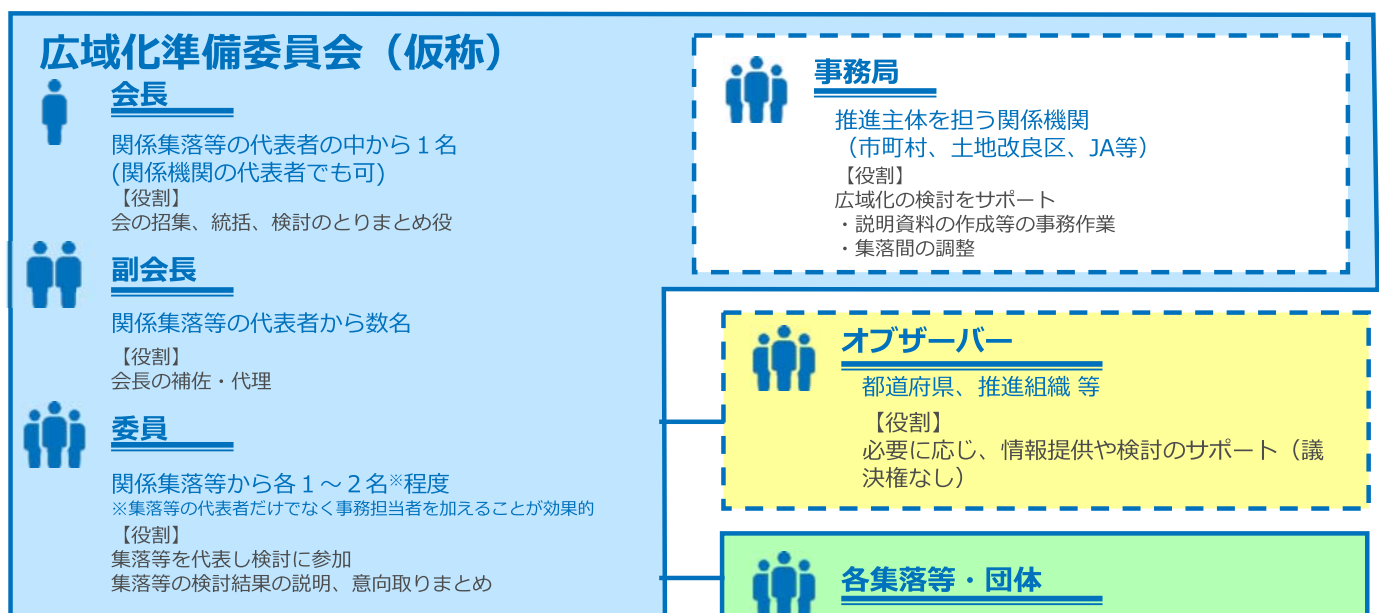 広域化準備委員会（仮称）
会長
関係集落等の代表者の中から１名
(関係機関の代表者でも可)
【役割】
会の招集、統括、検討のとりまとめ役
副会長
関係集落等の代表者から数名
【役割】
会長の補佐・代理
委員
関係集落等から各１～２名※程度
※集落等の代表者だけでなく事務担当者を加えることが効果的
【役割】
集落等を代表し検討に参加
集落等の検討結果の説明、意向取りまとめ
事務局
推進主体を担う関係機関
（市町村、土地改良区、JA等）
【役割】
広域化の検討をサポート
・説明資料の作成等の事務作業
・集落間の調整
オブザーバー
都道府県、推進組織 等
【役割】
必要に応じ、情報提供や検討のサポート（議
決権なし）
各集落等・団体